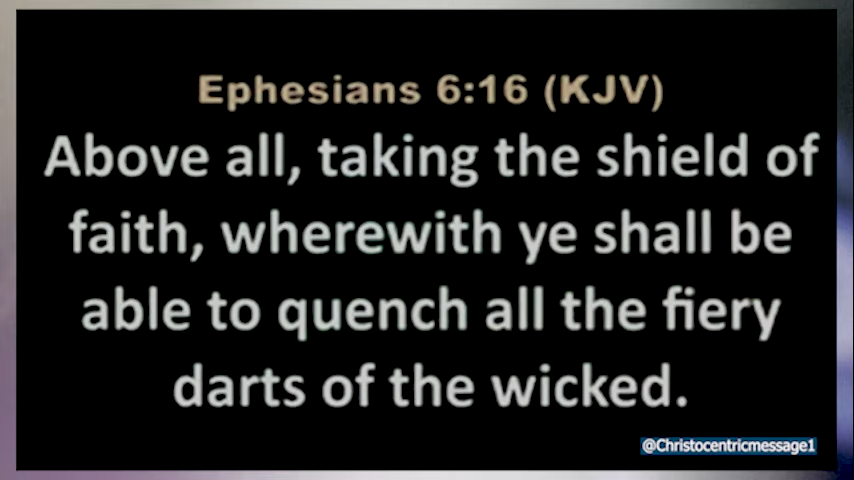 Ephesians 6:16 (KJV)
Above all, taking the shield of
faith, wherewith ye shall be
able to quench all the fiery
darts of the wicked.
@Christocentricmessage1